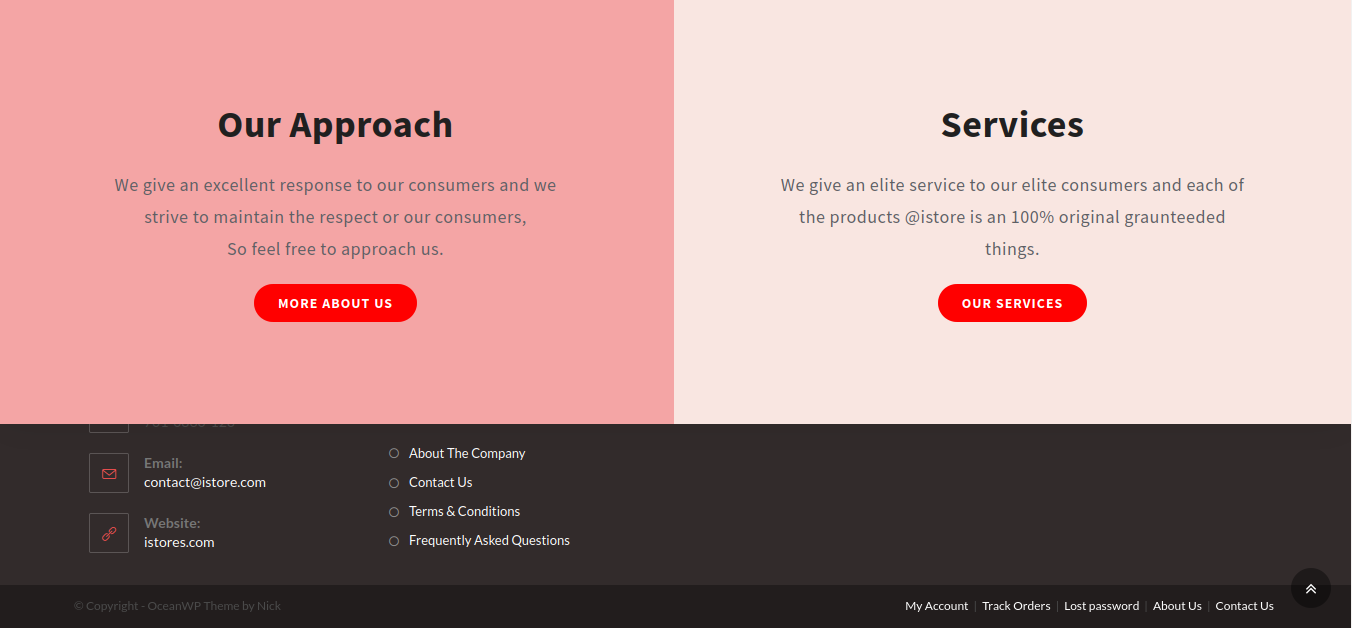 Our Approach
We give an excellent response to our consumers and we
strive to maintain the respect or our consumers,
So feel free to approach us.
MORE ABOUT US
Services
We give an elite service to our elite consumers and each of
the products @istore is an 100% original graunteeded
things.
OUR SERVICES
Email:
contact@istore.com
Website:
istores.com
About The Company
Contact Us
Terms & Conditions
Frequently Asked Questions
© Copyright - OceanWP Theme by Nick
My Account | Track Orders | Lost password | About Us | Contact Us